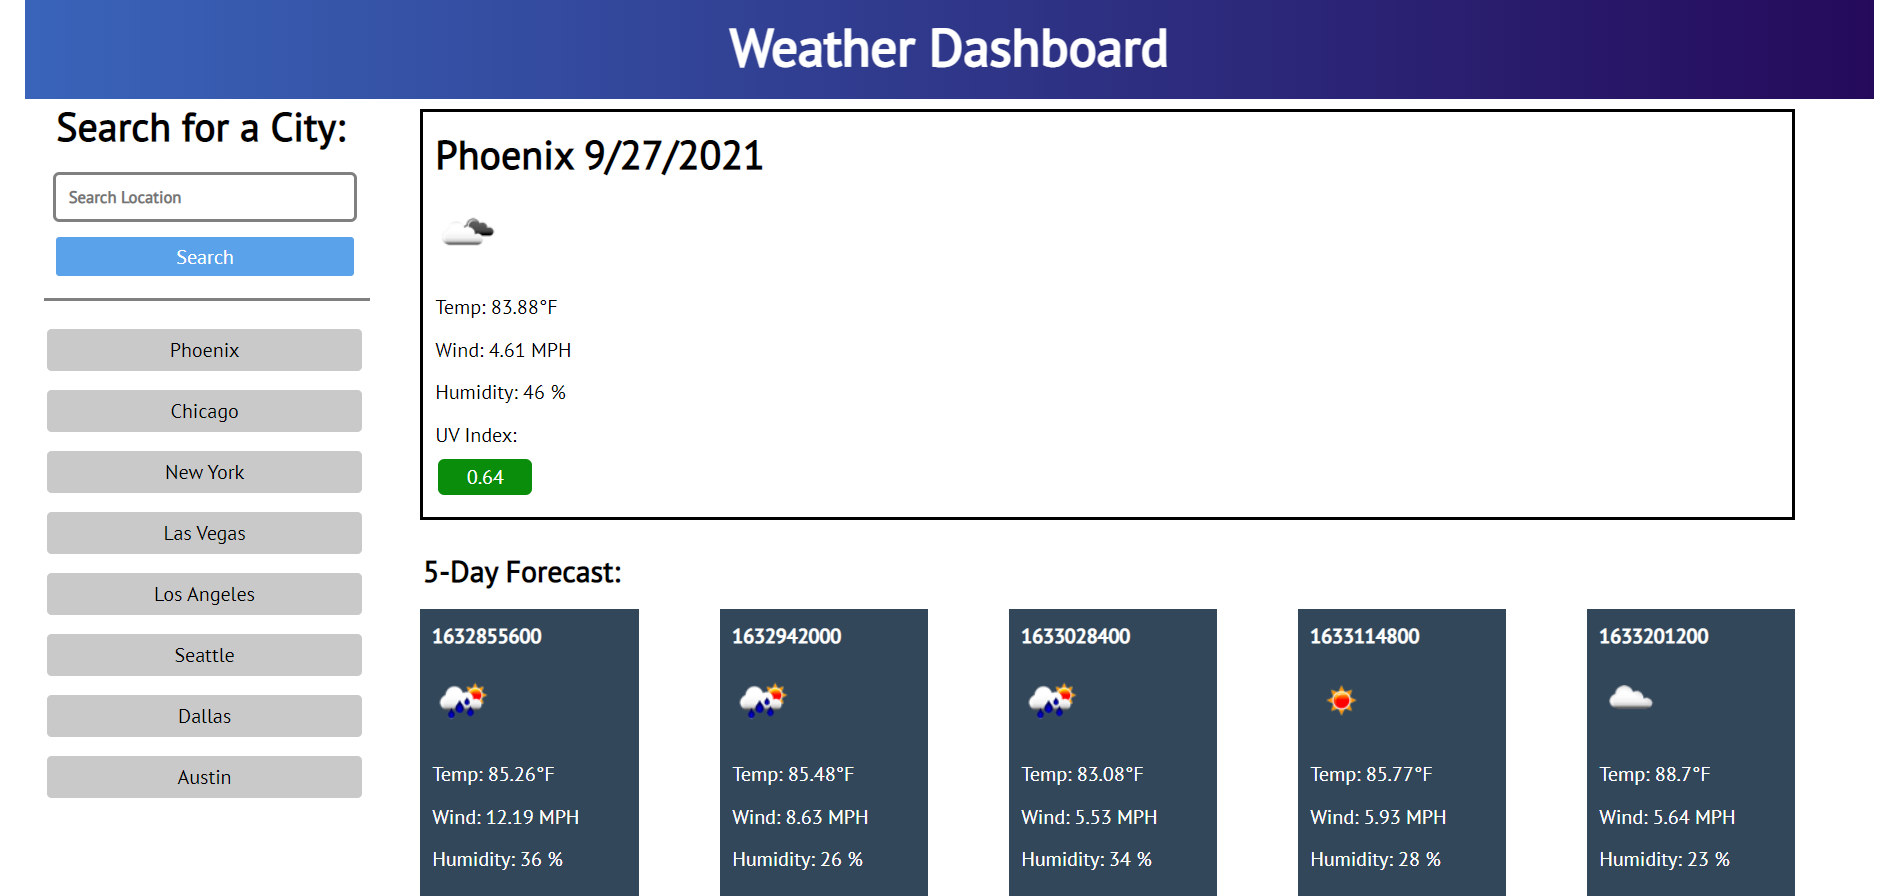 Weather Dashboard
Search for a City:
Search Location
Search
Phoenix
Chicago
New York
Las Vegas
Los Angeles
Seattle
Dallas
Austin
Phoenix 9/27/2021
Temp: 83.88°F
Wind: 4.61 MPH
Humidity: 46 %
UV Index:
0.64
5-Day Forecast:
1632855600
Temp: 85.26°F
Wind: 12.19 MPH
Humidity: 36 %
1632942000
Temp: 85.48°F
Wind: 8.63 MPH
Humidity: 26 %
1633028400
Temp: 83.08°F
Wind: 5.53 MPH
Humidity: 34 %
1633114800
Temp: 85.77°F
Wind: 5.93 MPH
Humidity: 28 %
1633201200
Temp: 88.7°F
Wind: 5.64 MPH
Humidity: 23 %